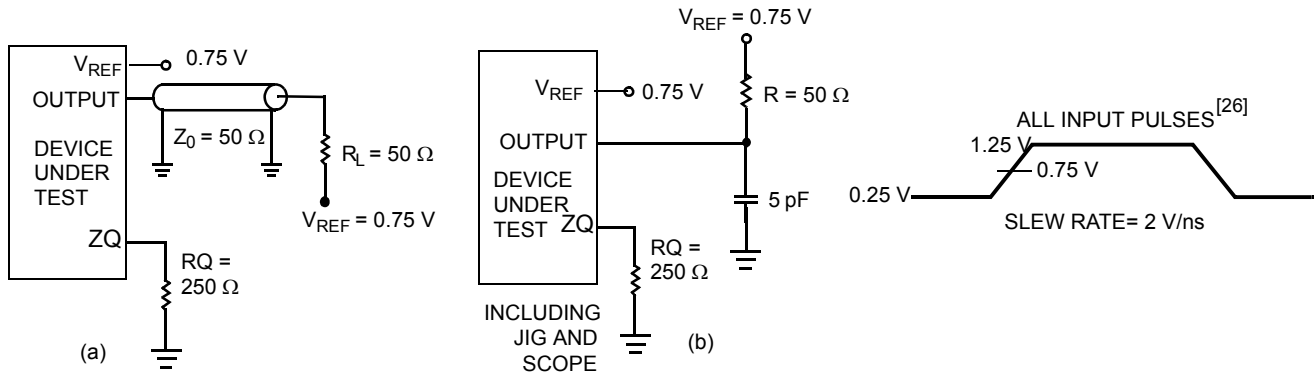 V_REF
0.75 V
OUTPUT
Z₀ = 50 Ω
DEVICE
UNDER
TEST
R_L = 50 Ω
V_REF = 0.75 V
ZQ
RQ =
250 Ω
(a)
V_REF = 0.75 V
V_REF
0.75 V
R = 50 Ω
OUTPUT
DEVICE
UNDER
TEST
5 pF
ZQ
RQ =
250 Ω
INCLUDING
JIG AND
SCOPE
(b)
ALL INPUT PULSES[26]
1.25 V
0.75 V
0.25 V
SLEW RATE= 2 V/ns